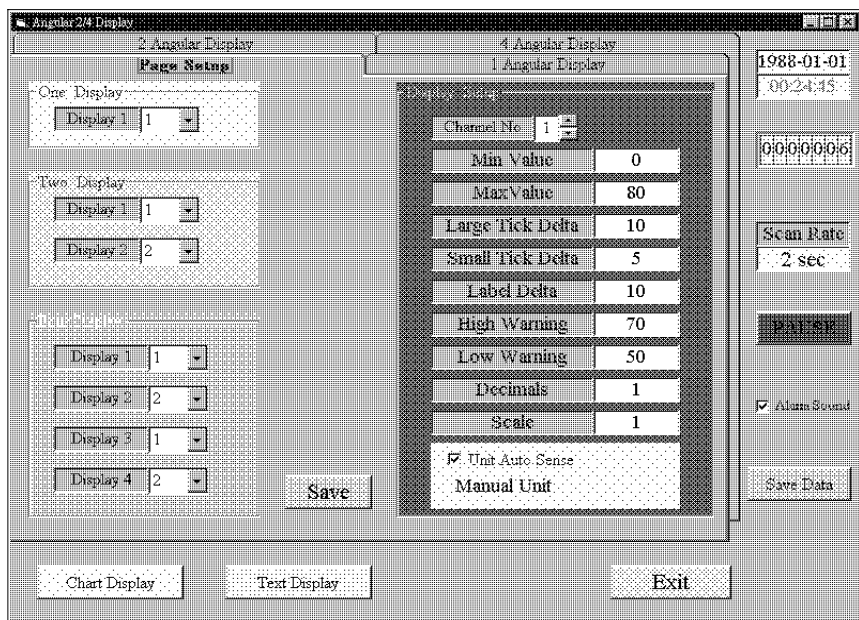 Angular 2/4 Display
2 Angular Display
4 Angular Display
Page Setup
1 Angular Display
One Display
Display 1 1
Two Display
Display 1 1
Display 2 2
Display
Display 1 1
Display 2 2
Display 3 1
Display 4 2
Save
Display Setup
Channel No 1
Min Value 0
MaxValue 80
Large Tick Delta 10
Small Tick Delta 5
Label Delta 10
High Warning 70
Low Warning 50
Decimals 1
Scale 1
Unit Auto Sense
Manual Unit
1988-01-01
00:24:45
0000006
Scan Rate
2 sec
PAUSE
Alarm Sound
Save Data
Chart Display
Text Display
Exit